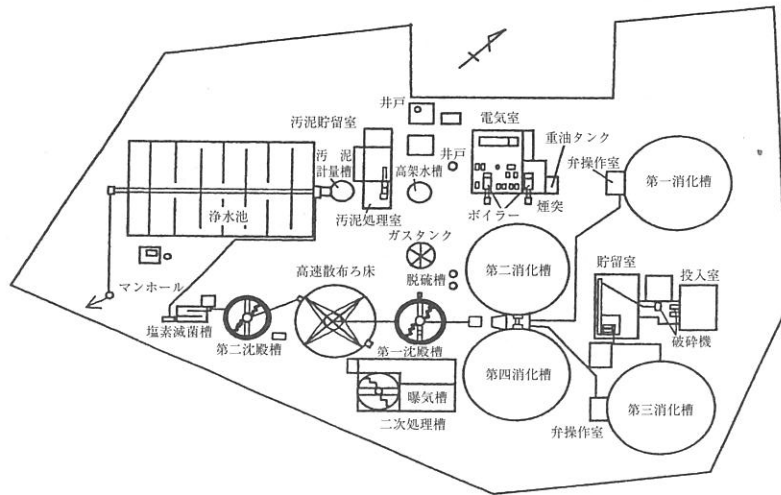 井戸
電気室
汚泥貯留室
重油タンク
汚泥
計量槽
井戸
弁操作室
高架水槽
第一消化槽
浄水池
汚泥処理室
ボイラー
煙突
ガスタンク
貯留室
高速散布ろ床
脱硫槽
第二消化槽
投入室
マンホール
塩素滅菌槽
第二沈殿槽
第一沈殿槽
破砕機
第四消化槽
曝気槽
第三消化槽
二次処理槽
弁操作室